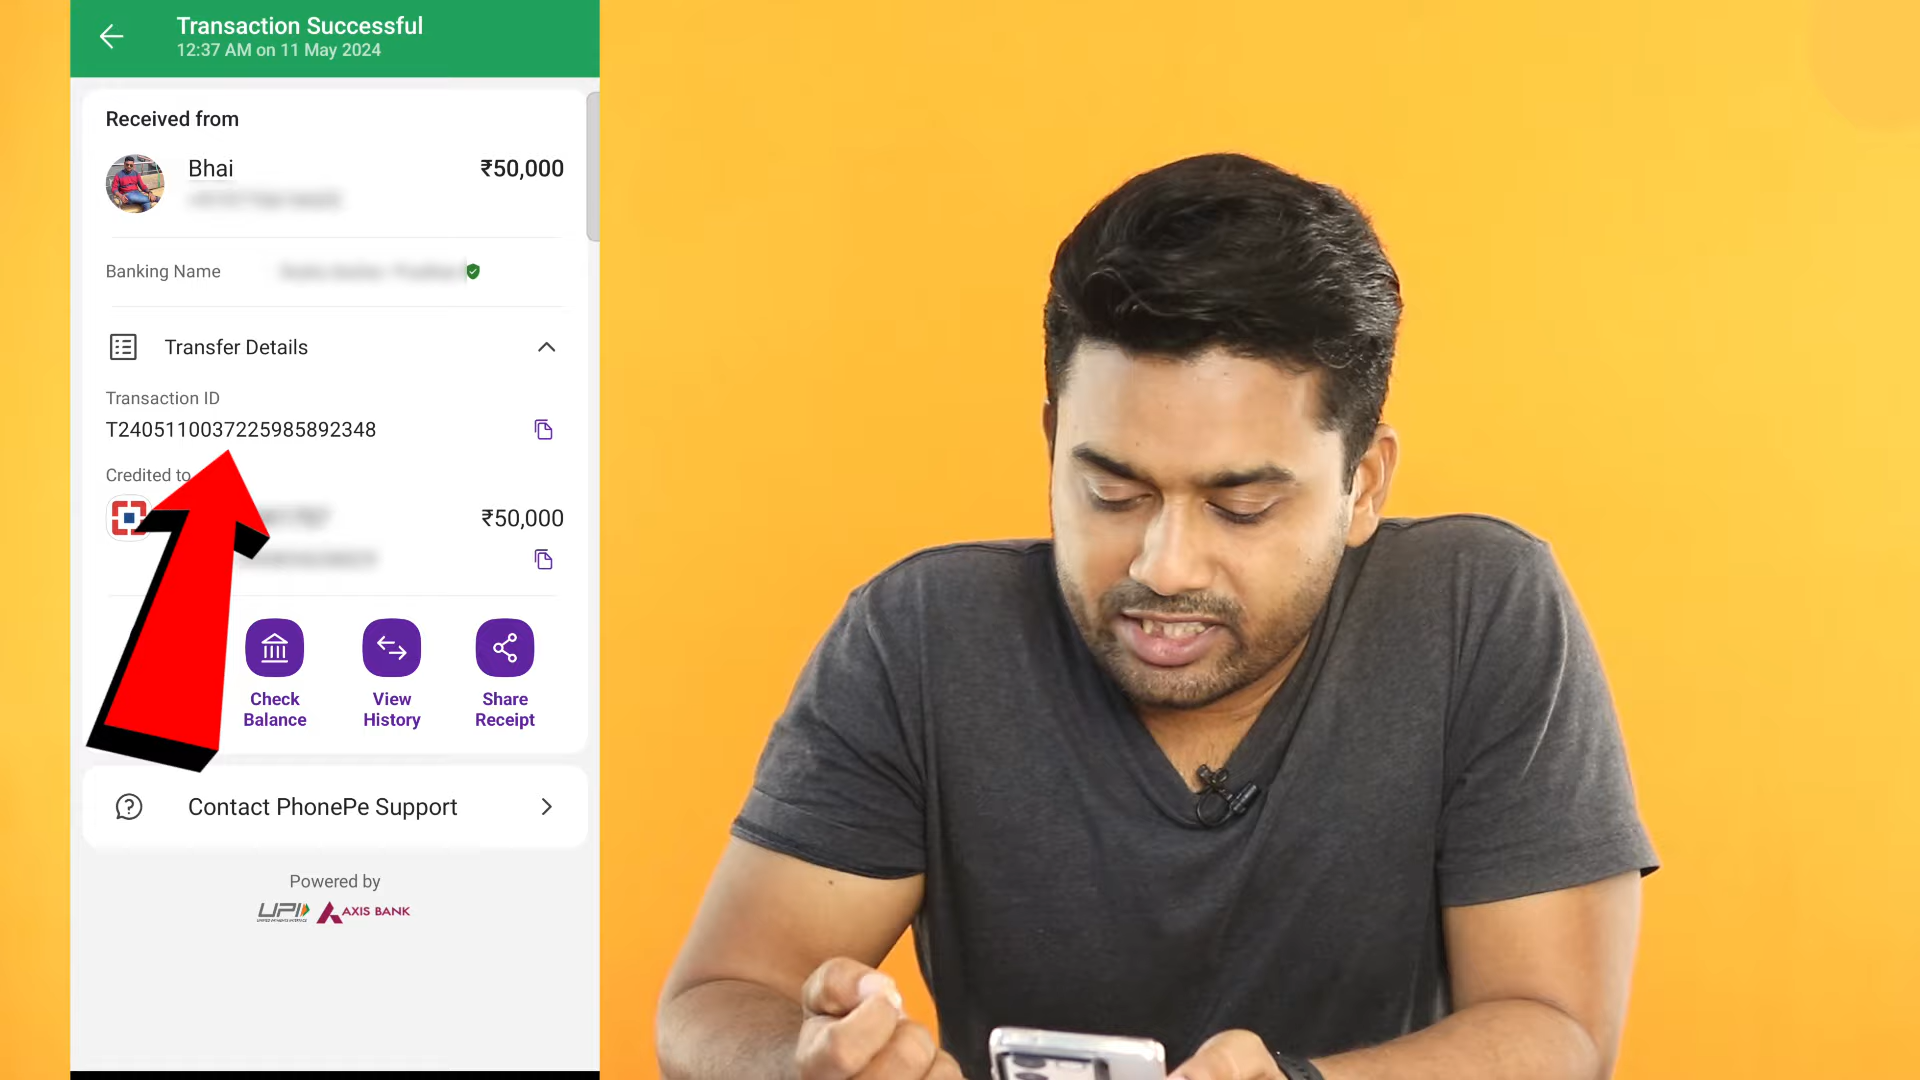 Transaction Successful
12:37 AM on 11 May 2024
Received from
Bhai
₹50,000
Banking Name
Transfer Details
Transaction ID
T2405110037225985892348
Credited to
₹50,000
Check
Balance
View
History
Share
Receipt
Contact PhonePe Support
Powered by
UPI
AXIS BANK